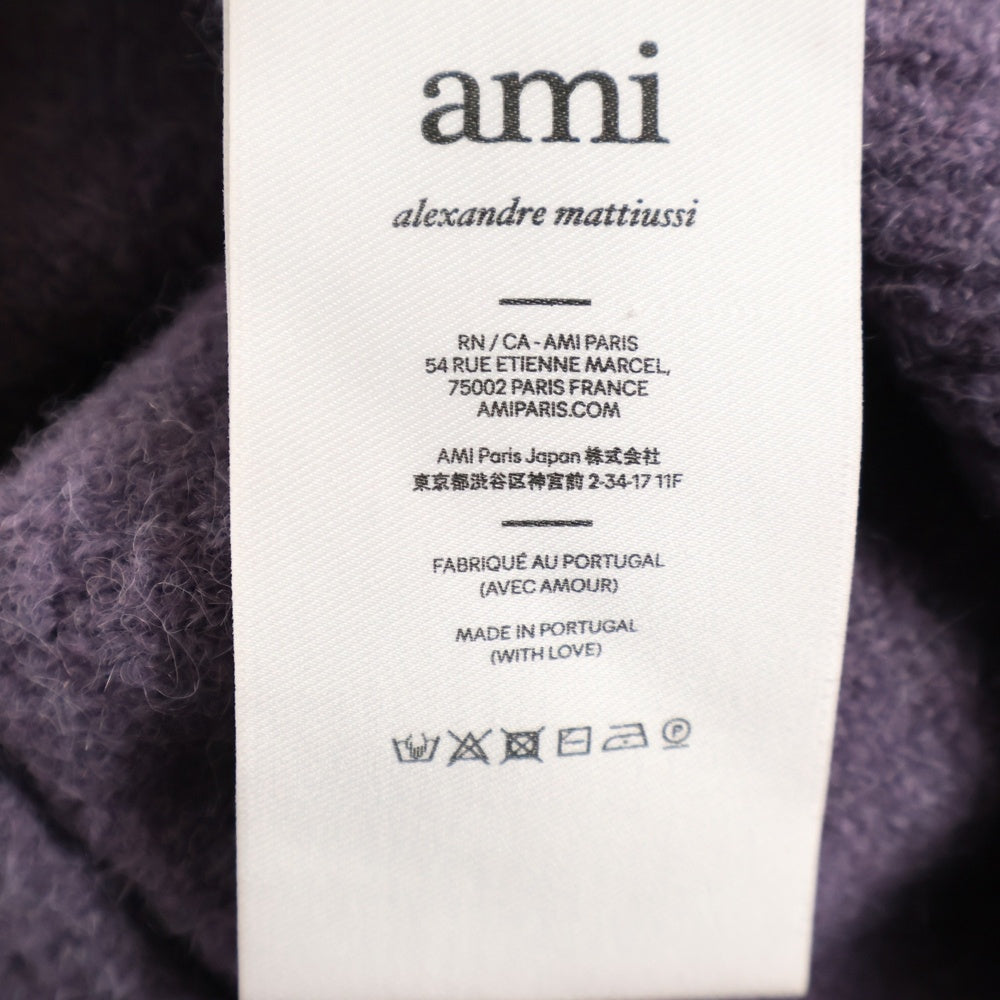 ami
alexandre mattiussi
RN / CA - AMI PARIS
54 RUE ETIENNE MARCEL,
75002 PARIS FRANCE
AMIPARIS.COM
AMI Paris Japan 株式会社
東京都渋谷区神宮前 2-34-17 11F
FABRIQUÉ AU PORTUGAL
(AVEC AMOUR)
MADE IN PORTUGAL
(WITH LOVE)
P